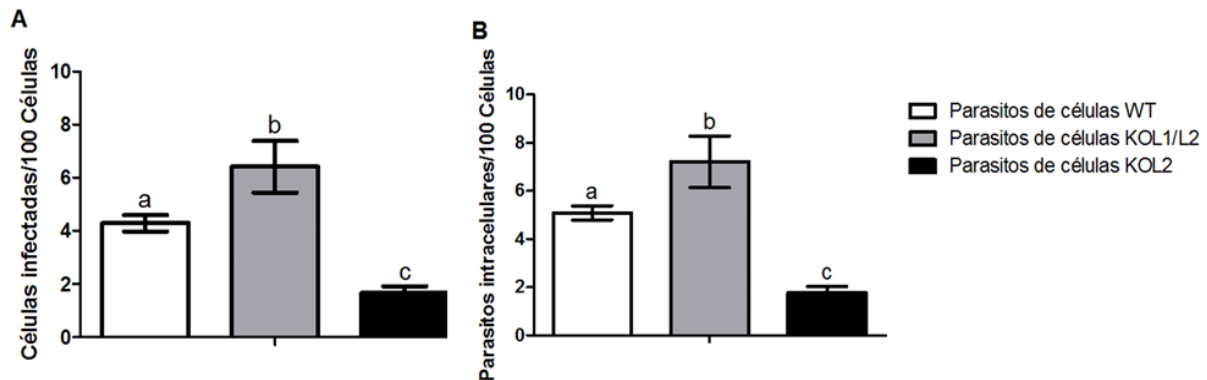 A
Células infectadas/100 Células
10
8
6
4
2
0
a
b
c
B
Parasitos intracelulares/100 Células
10
8
6
4
2
0
a
b
c
Parasitos de células WT
Parasitos de células KOL1/L2
Parasitos de células KOL2